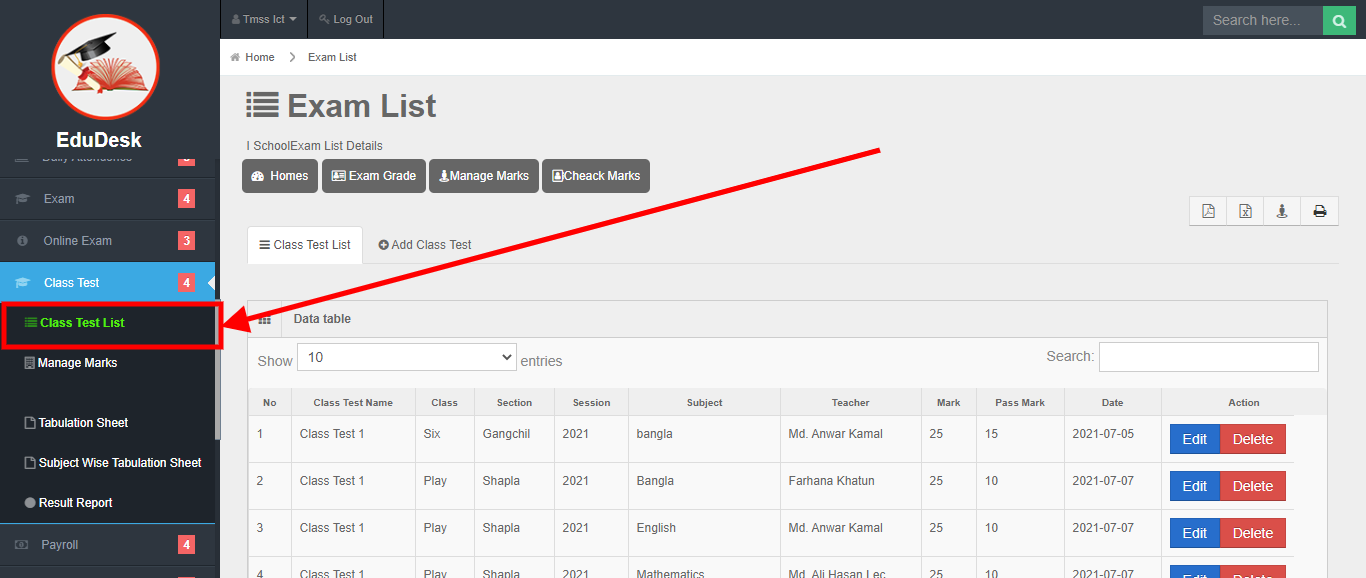 Tmss Ict
Log Out
Search here...
EduDesk
Home
Exam List
Exam List
I SchoolExam List Details
Homes
Exam Grade
Manage Marks
Cheack Marks
Daily Attendence
Exam 4
Online Exam 3
Class Test 4
Class Test List
Manage Marks
Tabulation Sheet
Subject Wise Tabulation Sheet
Result Report
Payroll 4
Class Test List
Add Class Test
Data table
Show 10 entries
Search:
No Class Test Name Class Section Session Subject Teacher Mark Pass Mark Date Action
1 Class Test 1 Six Gangchil 2021 bangla Md. Anwar Kamal 25 15 2021-07-05 Edit Delete
2 Class Test 1 Play Shapla 2021 Bangla Farhana Khatun 25 10 2021-07-07 Edit Delete
3 Class Test 1 Play Shapla 2021 English Md. Anwar Kamal 25 10 2021-07-07 Edit Delete
4 Class Test 1 Play Shapla 2021 Mathematics Md. Ali Hasan Lec 25 10 2021-07-07 Edit Delete